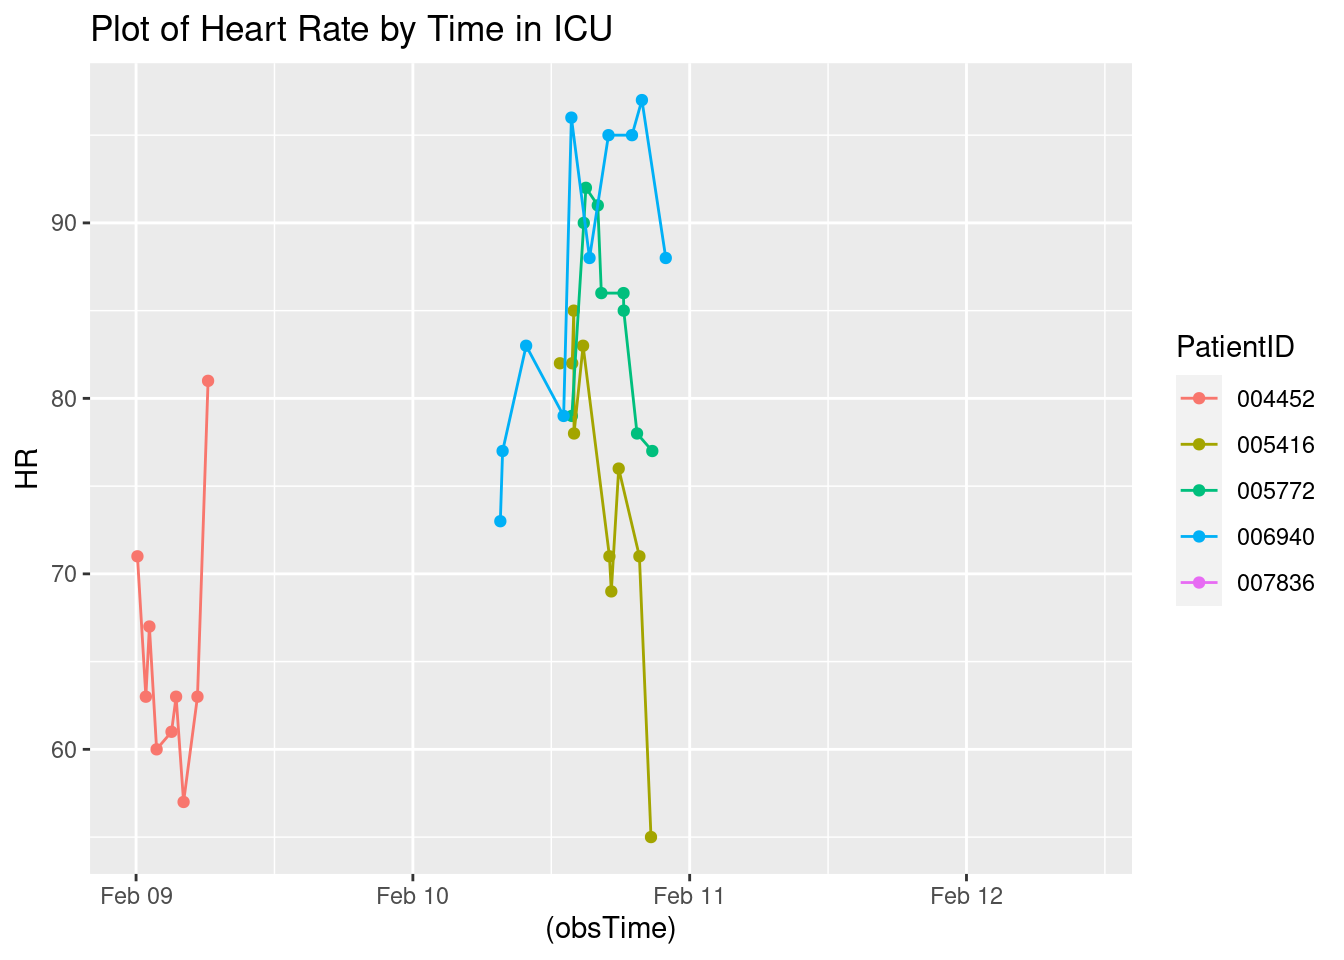 Plot of Heart Rate by Time in ICU
HR
90
80
70
60
Feb 09
Feb 10
Feb 11
Feb 12
(obsTime)
PatientID
004452
005416
005772
006940
007836